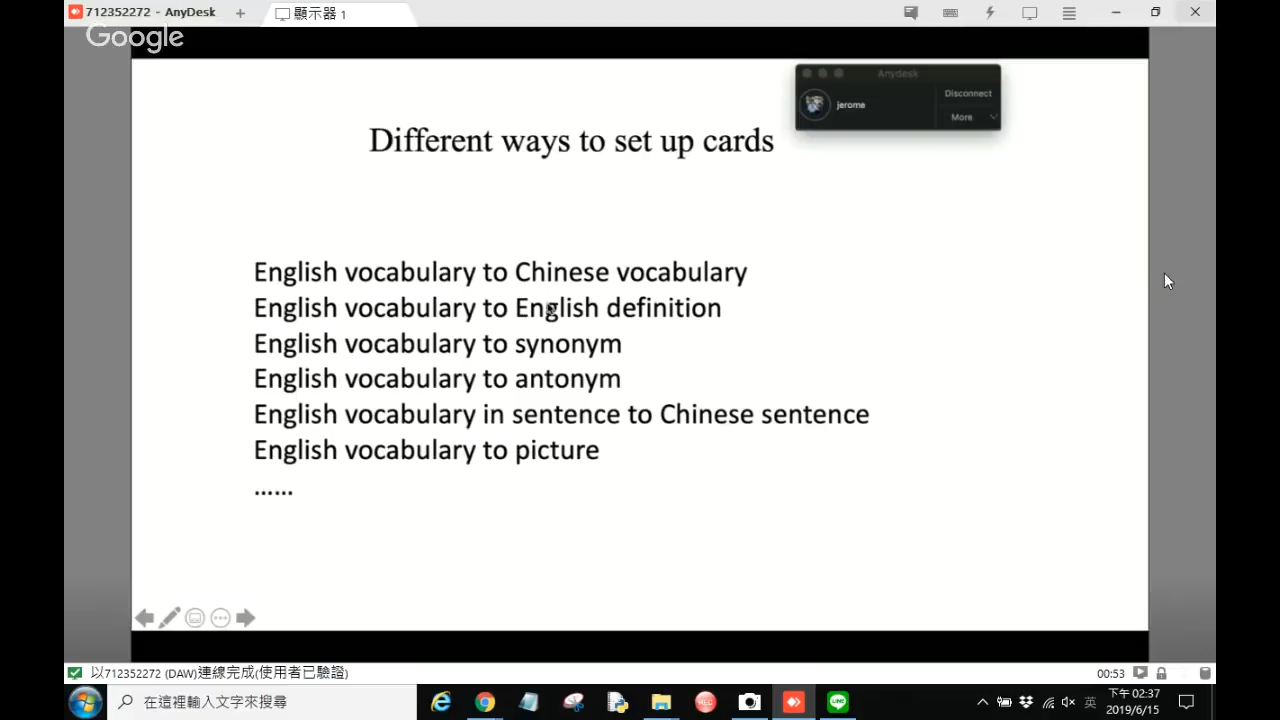 712352272 - AnyDesk
顯示器 1
Google
Anydesk
jerome
Disconnect
More
Different ways to set up cards
English vocabulary to Chinese vocabulary
English vocabulary to English definition
English vocabulary to synonym
English vocabulary to antonym
English vocabulary in sentence to Chinese sentence
English vocabulary to picture
......
以712352272 (DAW)連線完成(使用者已驗證)
00:53
在這裡輸入文字來搜尋
REC
LINE
英
下午 02:37
2019/6/15